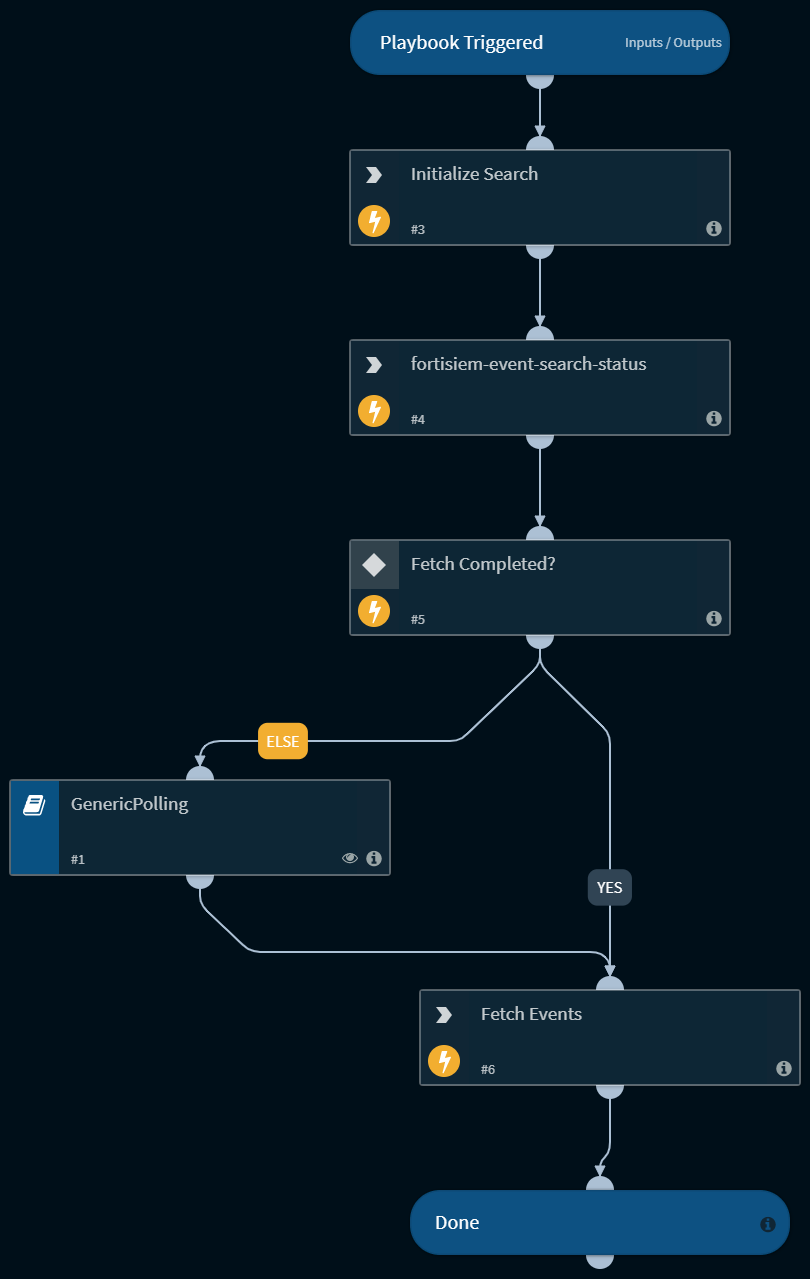 Playbook Triggered
Inputs / Outputs
Initialize Search
#3
fortisiem-event-search-status
#4
Fetch Completed?
#5
ELSE
GenericPolling
#1
YES
Fetch Events
#6
Done